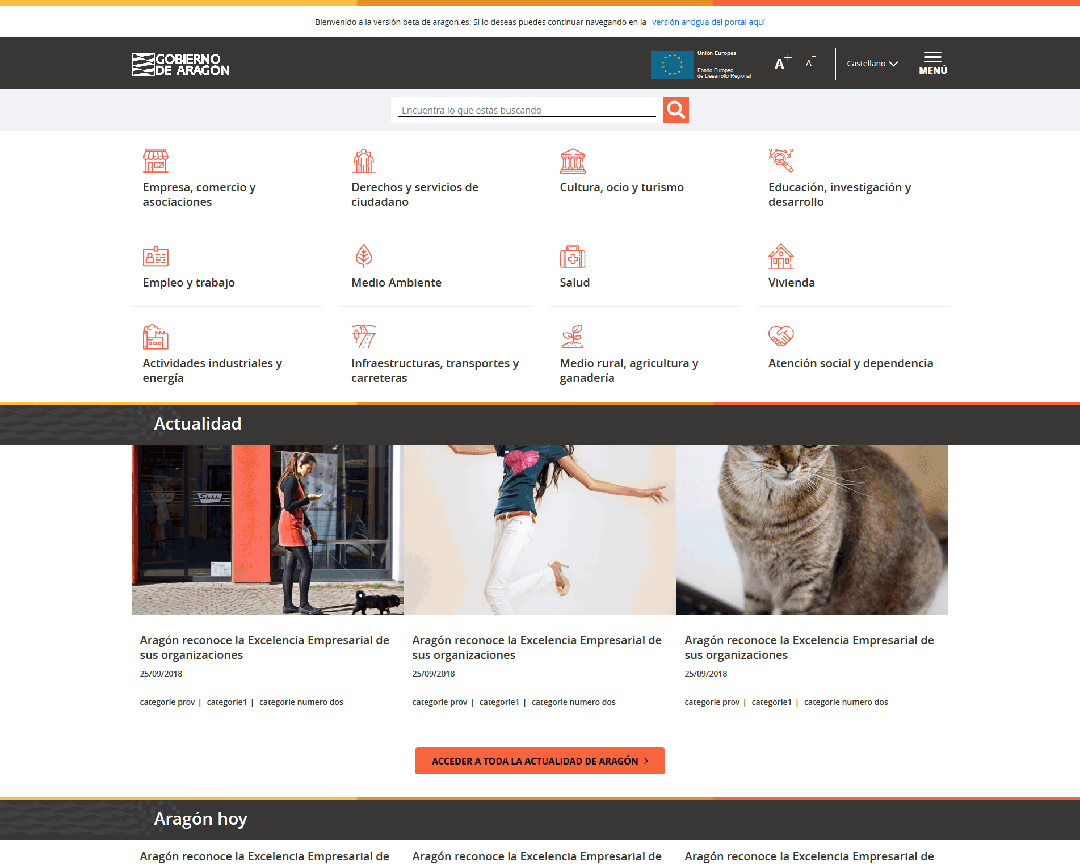 Bienvenido a la versión beta de aragon.es. Si lo deseas puedes continuar navegando en la versión antigua del portal aquí
GOBIERNO
DE ARAGON
Unión Europea
Fondo Europeo
de Desarrollo Regional
A+
A-
Castellano
MENÚ
Encuentra lo que estás buscando
Empresa, comercio y
asociaciones
Derechos y servicios de
ciudadano
Cultura, ocio y turismo
Educación, investigación y
desarrollo
Empleo y trabajo
Medio Ambiente
Salud
Vivienda
Actividades industriales y
energía
Infraestructuras, transportes y
carreteras
Medio rural, agricultura y
ganadería
Atención social y dependencia
Actualidad
Aragón reconoce la Excelencia Empresarial de
sus organizaciones
25/09/2018
categorie prov | categorie1 | categorie numero dos
Aragón reconoce la Excelencia Empresarial de
sus organizaciones
25/09/2018
categorie prov | categorie1 | categorie numero dos
Aragón reconoce la Excelencia Empresarial de
sus organizaciones
25/09/2018
categorie prov | categorie1 | categorie numero dos
ACCEDER A TODA LA ACTUALIDAD DE ARAGÓN >
Aragón hoy
Aragón reconoce la Excelencia Empresarial de
Aragón reconoce la Excelencia Empresarial de
Aragón reconoce la Excelencia Empresarial de